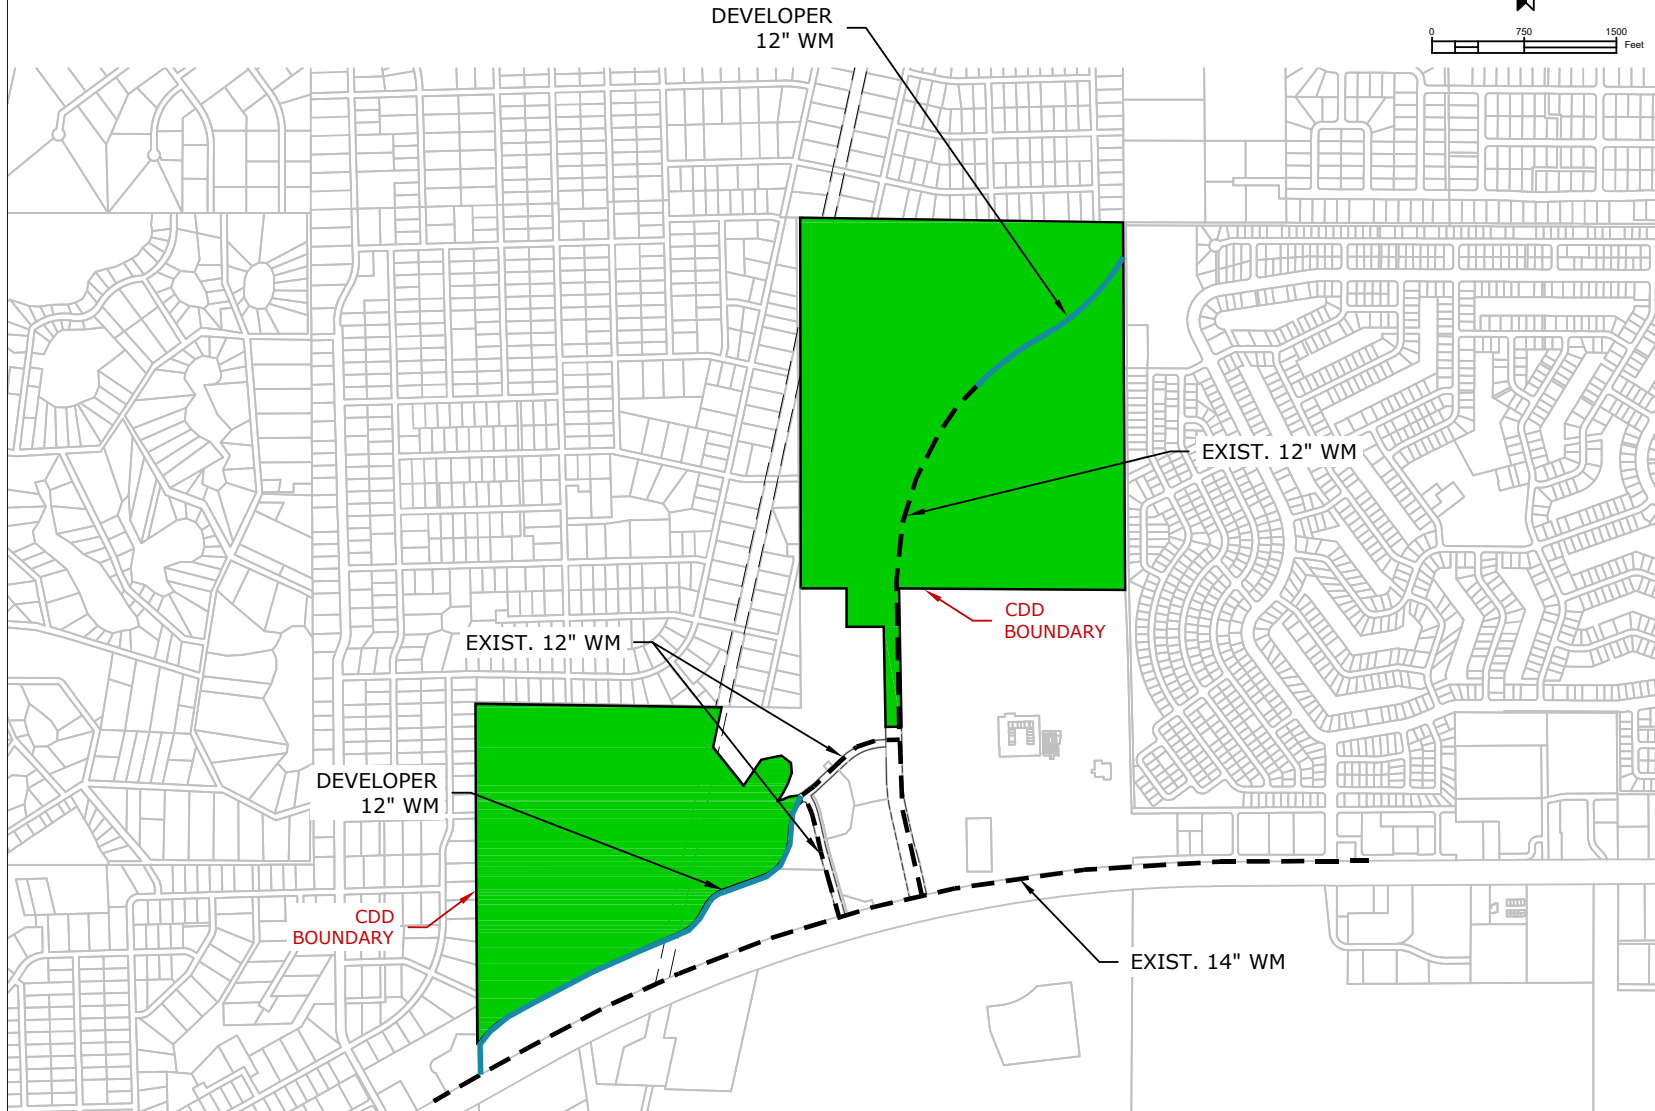 DEVELOPER
12" WM
0 750 1500
Feet
EXIST. 12" WM
CDD
BOUNDARY
EXIST. 12" WM
DEVELOPER
12" WM
CDD
BOUNDARY
EXIST. 14" WM